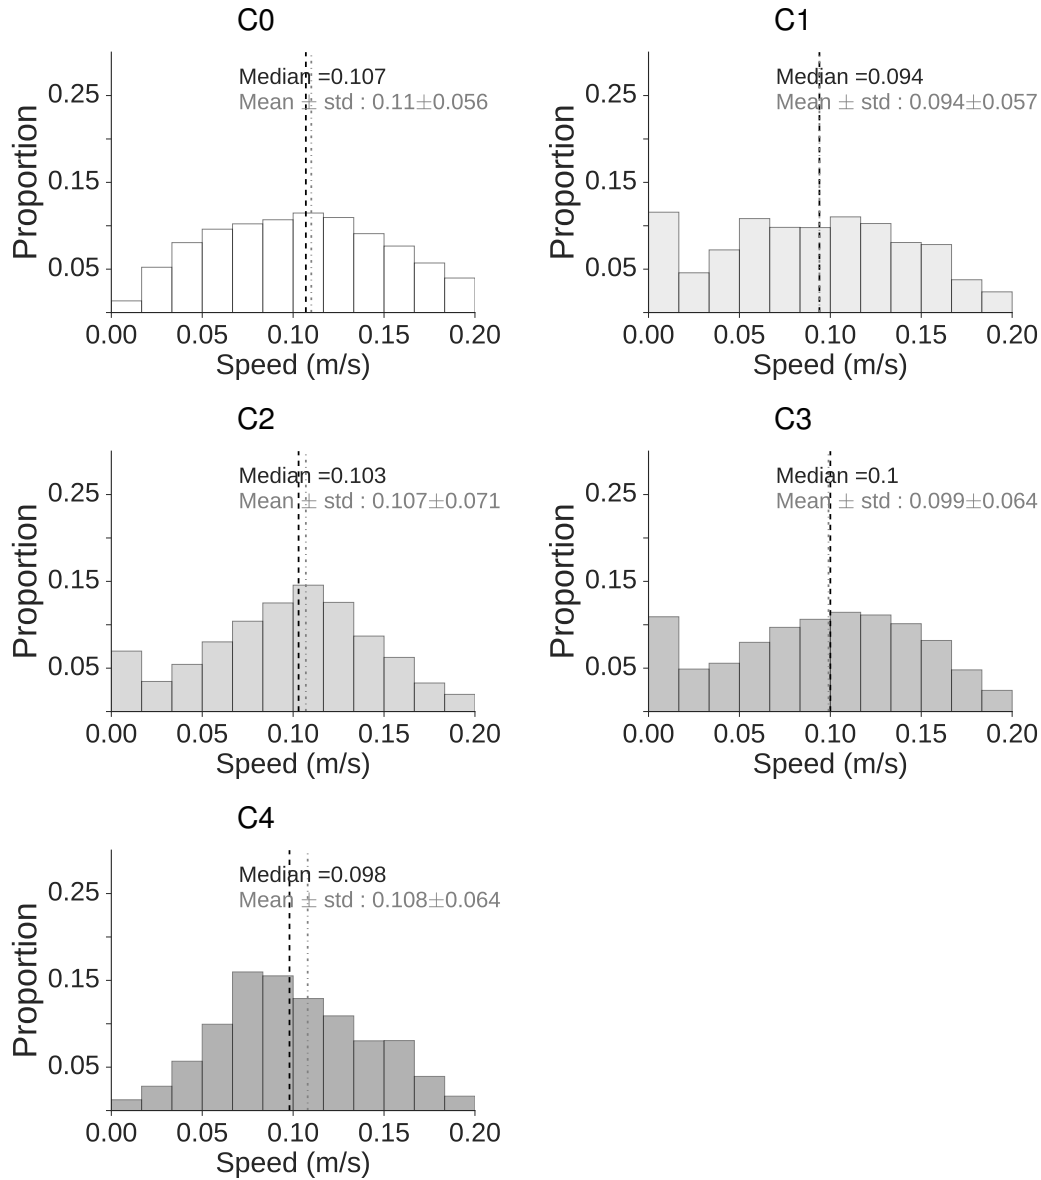 C0
Median =0.107
Mean ± std : 0.11±0.056
0.25
0.15
0.05
Proportion
0.00 0.05 0.10 0.15 0.20
Speed (m/s)
C1
Median =0.094
Mean ± std : 0.094±0.057
0.25
0.15
0.05
Proportion
0.00 0.05 0.10 0.15 0.20
Speed (m/s)
C2
Median =0.103
Mean ± std : 0.107±0.071
0.25
0.15
0.05
Proportion
0.00 0.05 0.10 0.15 0.20
Speed (m/s)
C3
Median =0.1
Mean ± std : 0.099±0.064
0.25
0.15
0.05
Proportion
0.00 0.05 0.10 0.15 0.20
Speed (m/s)
C4
Median =0.098
Mean ± std : 0.108±0.064
0.25
0.15
0.05
Proportion
0.00 0.05 0.10 0.15 0.20
Speed (m/s)